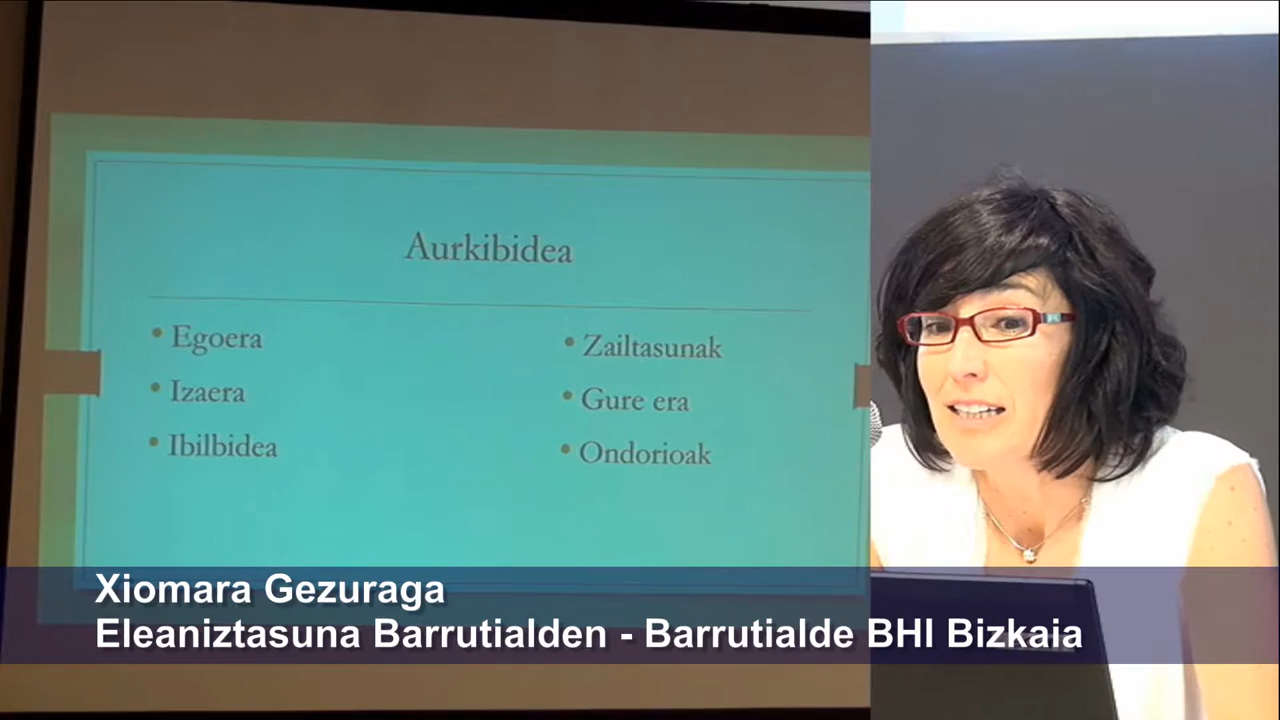 Aurkibidea
• Egoera
• Izaera
• Ibilbidea
• Zailtasunak
• Gure era
• Ondorioak
Xiomara Gezuraga
Eleaniztasuna Barrutialden - Barrutialde BHI Bizkaia